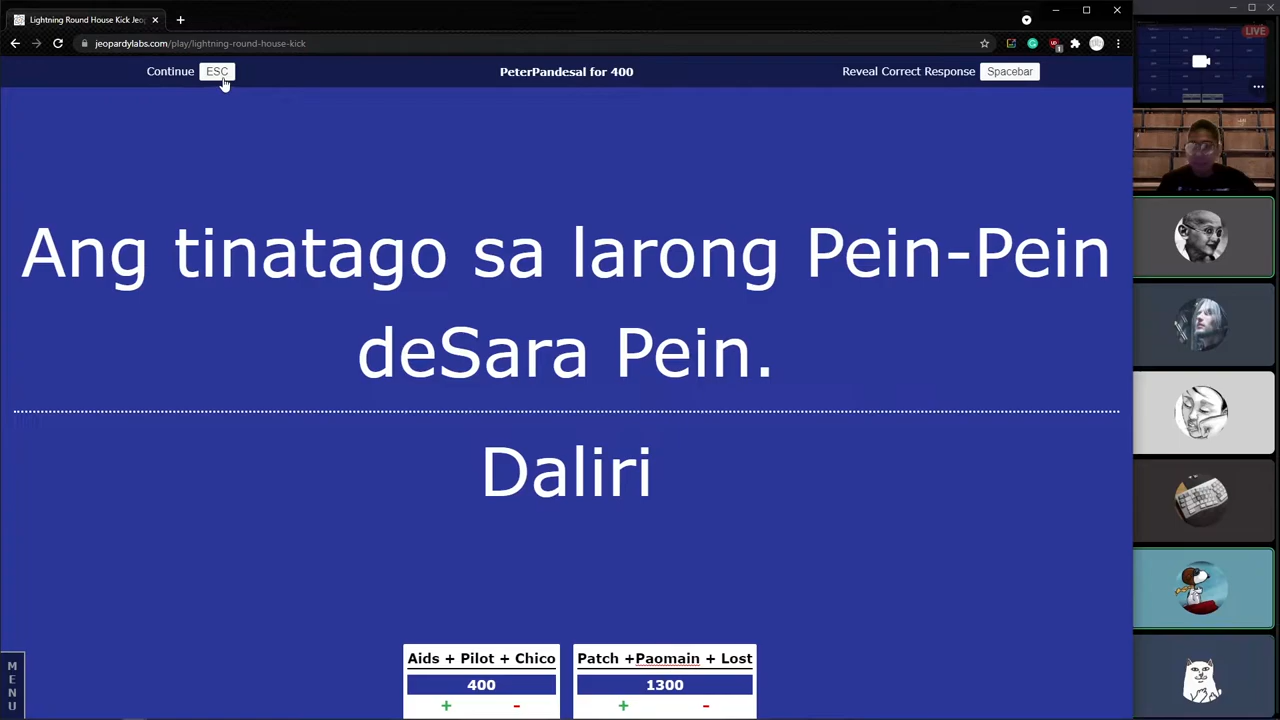 Lightning Round House Kick Jeop
jeopardylabs.com/play/lightning-round-house-kick
Continue ESC
PeterPandesal for 400
Reveal Correct Response Spacebar
LIVE
Ang tinatago sa larong Pein-Pein
deSara Pein.
Daliri
Aids + Pilot + Chico
400
+ -
Patch +Paomain + Lost
1300
+ -
MENU